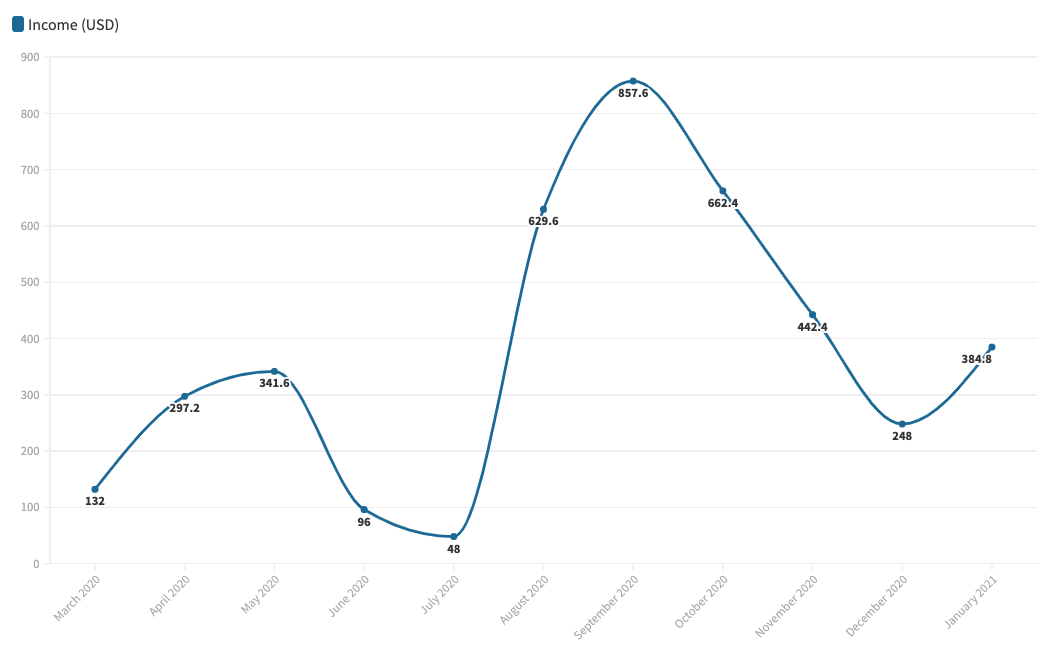 Income (USD)
900
800
700
600
500
400
300
200
100
0
132
297.2
341.6
96
48
629.6
857.6
662.4
442.4
248
384.8
March 2020
April 2020
May 2020
June 2020
July 2020
August 2020
September 2020
October 2020
November 2020
December 2020
January 2021